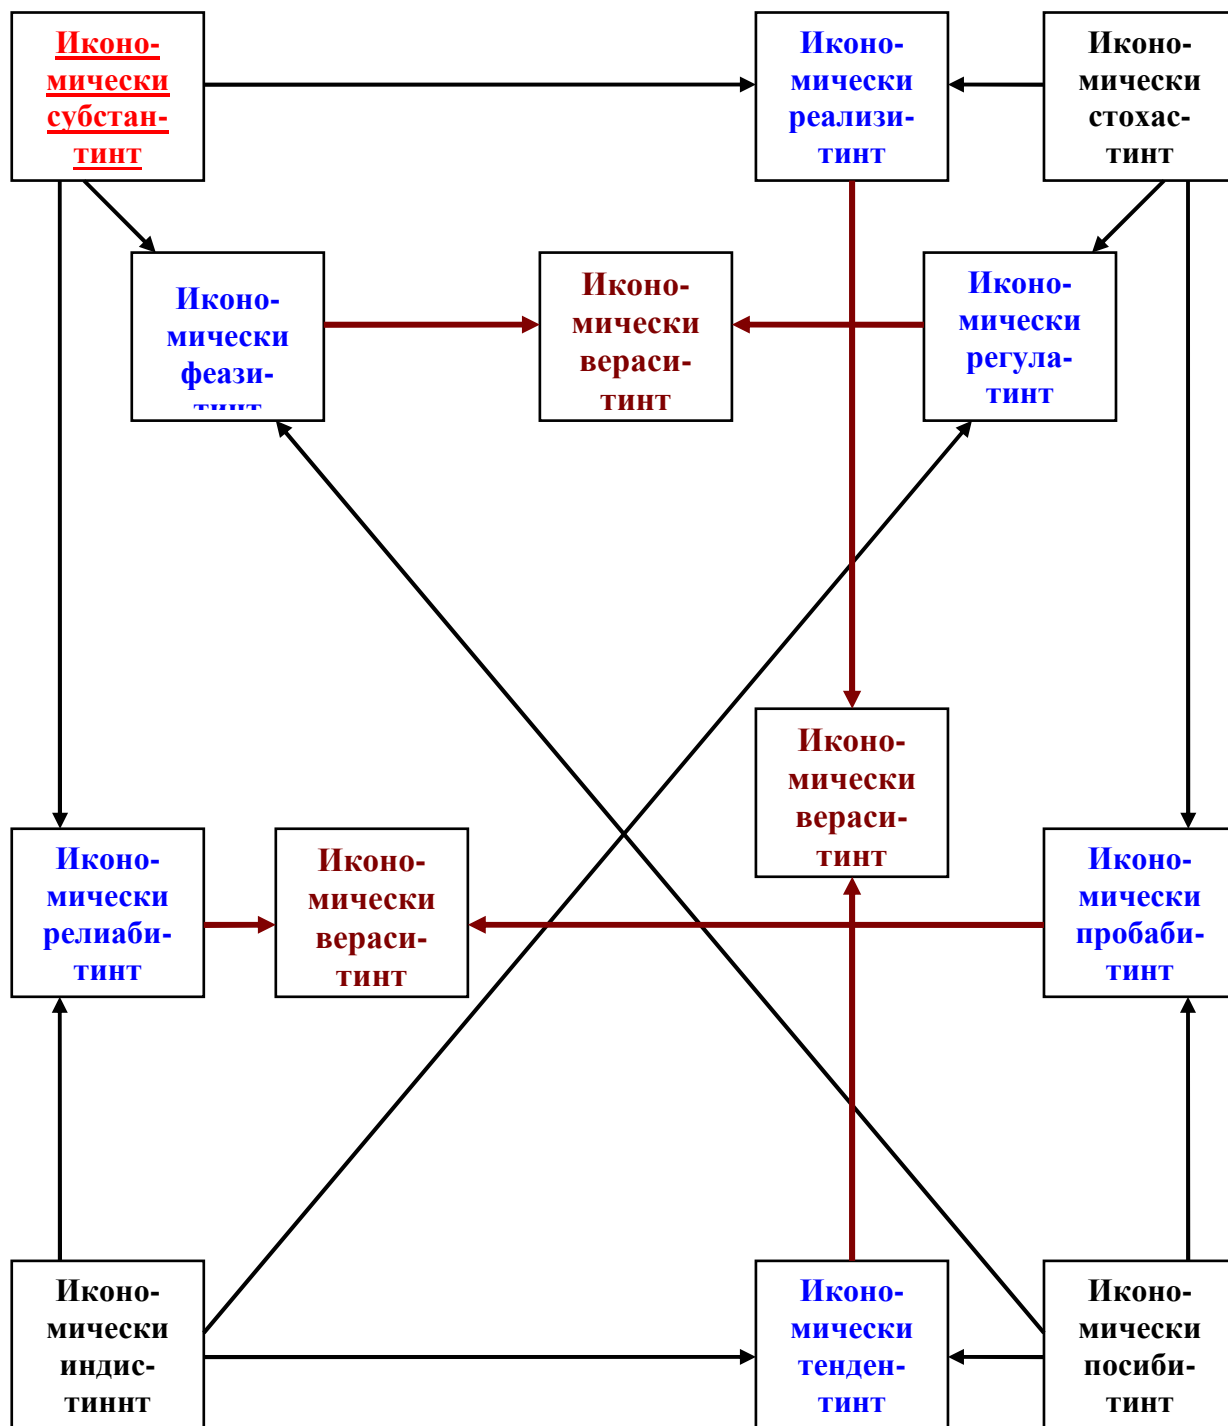 Иконо-
мически
субстан-
тинт
Иконо-
мически
реализи-
тинт
Иконо-
мически
стохас-
тинт
Иконо-
мически
феази-
тинт
Иконо-
мически
вераси-
тинт
Иконо-
мически
регула-
тинт
Иконо-
мически
вераси-
тинт
Иконо-
мически
релиаби-
тинт
Иконо-
мически
вераси-
тинт
Иконо-
мически
пробаби-
тинт
Иконо-
мически
индис-
тиннт
Иконо-
мически
тенден-
тинт
Иконо-
мически
посиби-
тинт